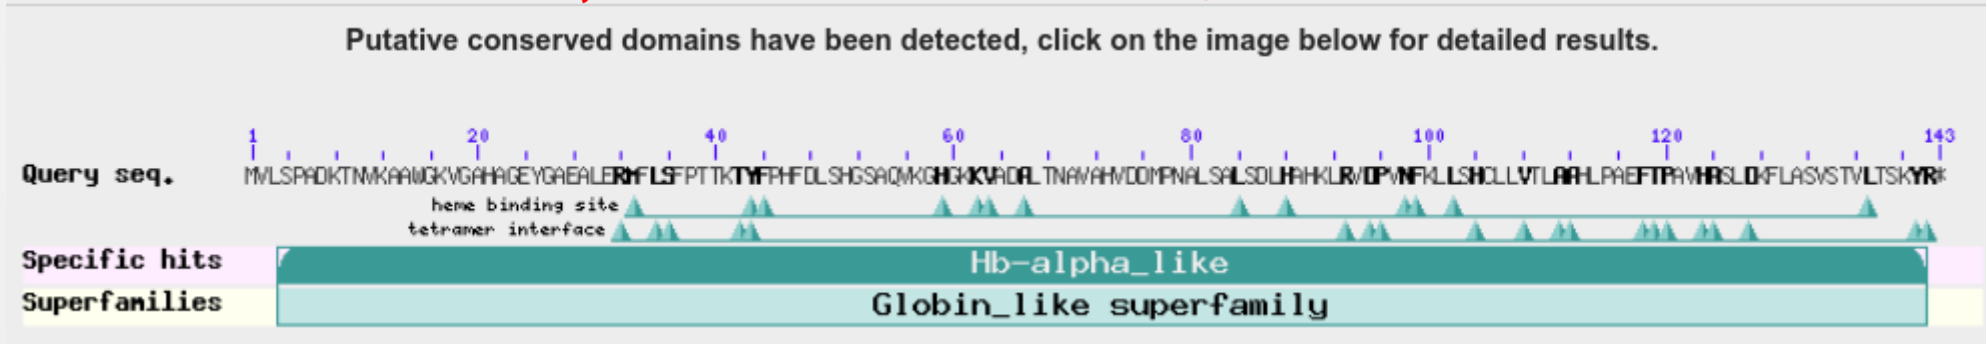 Putative conserved domains have been detected, click on the image below for detailed results.
1 20 40 60 80 100 120 143
Query seq. MVLSPADKTNVKAAWGKVGAHAGEYGAEALERMFLSFPTTKTYFPHFDLSHGSAQVKGHGKKVADALTNAVAHVDDMPNALSALSDLHAHKLRVDPVNFKLLSHCLLVTLAAHLPAEFTPAVHASLDKFLASVSTVLTSKYR*
heme binding site
tetramer interface
Specific hits Hb-alpha_like
Superfamilies Globin_like superfamily